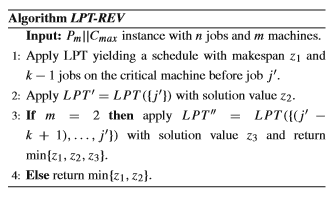 Algorithm LPT-REV
Input: P_m||C_max instance with n jobs and m machines.
1: Apply LPT yielding a schedule with makespan z_1 and
k − 1 jobs on the critical machine before job j′.
2: Apply LPT′ = LPT({j′}) with solution value z_2.
3: If m = 2 then apply LPT′′ = LPT({(j′ −
k + 1), . . . , j′}) with solution value z_3 and return
min{z_1, z_2, z_3}.
4: Else return min{z_1, z_2}.